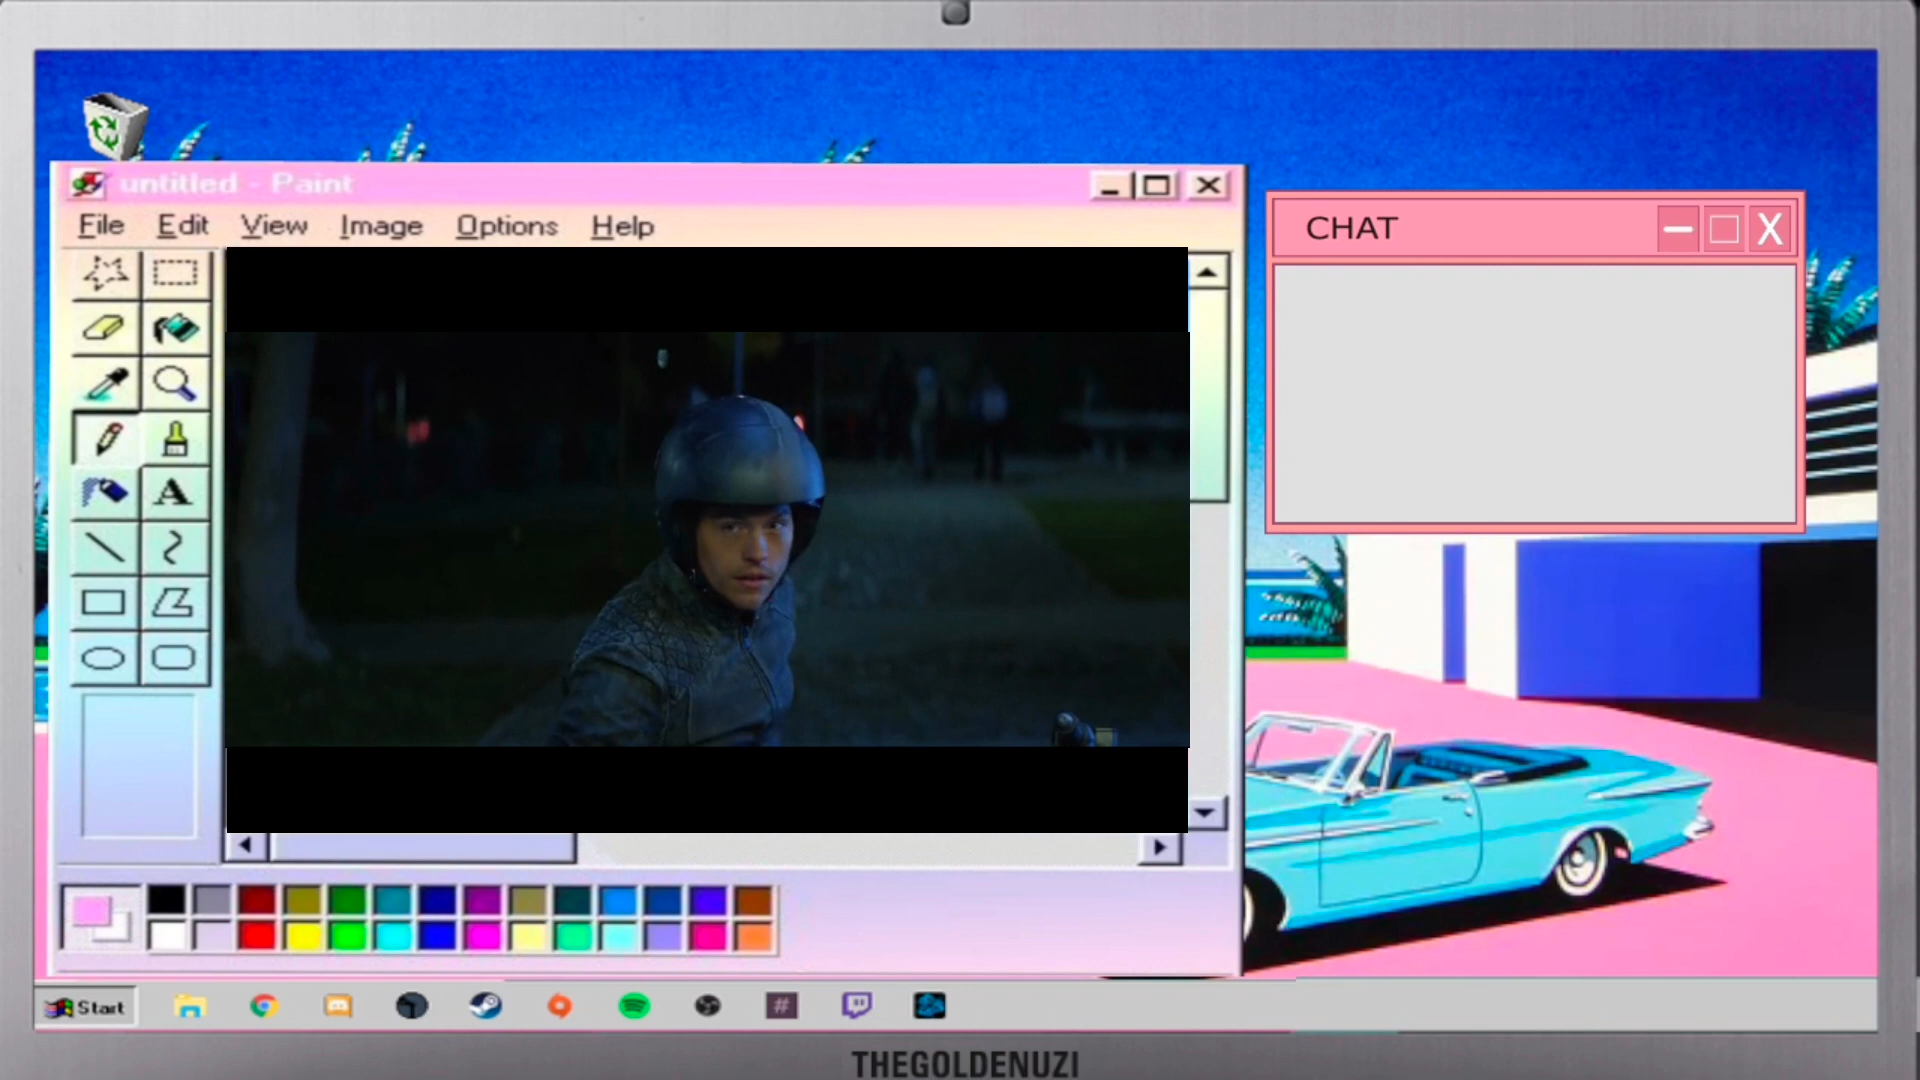 untitled - Paint
File Edit View Image Options Help
CHAT
X
A
Start
#
THEGOLDENUZI